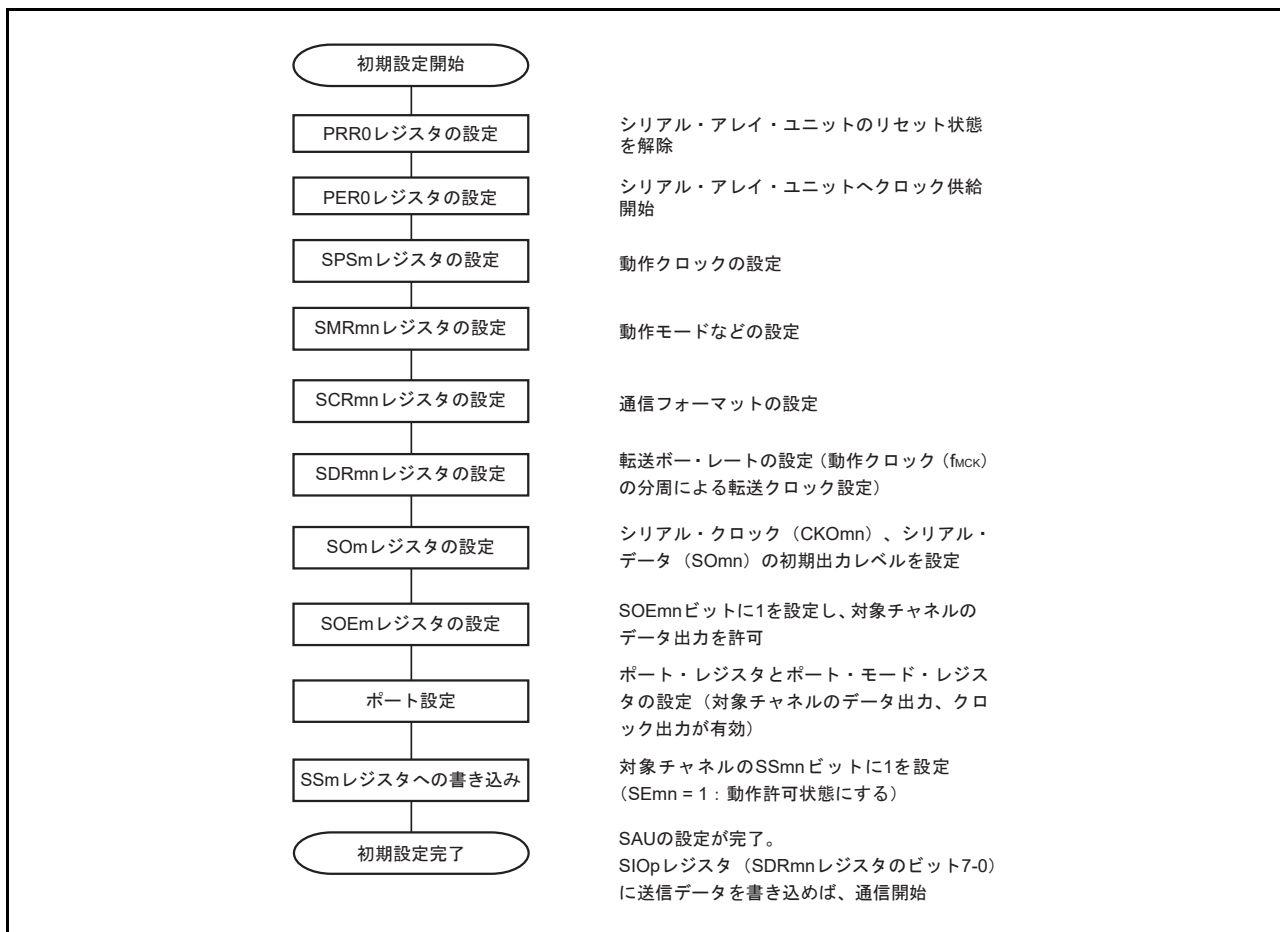 初期設定開始
PRR0レジスタの設定
シリアル・アレイ・ユニットのリセット状態
を解除
PER0レジスタの設定
シリアル・アレイ・ユニットへクロック供給
開始
SPSmレジスタの設定
動作クロックの設定
SMRmnレジスタの設定
動作モードなどの設定
SCRmnレジスタの設定
通信フォーマットの設定
SDRmnレジスタの設定
転送ボー・レートの設定（動作クロック（fMCK）
の分周による転送クロック設定）
SOmレジスタの設定
シリアル・クロック（CKOmn）、シリアル・
データ（SOmn）の初期出力レベルを設定
SOEmレジスタの設定
SOEmnビットに1を設定し、対象チャネルの
データ出力を許可
ポート設定
ポート・レジスタとポート・モード・レジス
タの設定（対象チャネルのデータ出力、クロ
ック出力が有効）
SSmレジスタへの書き込み
対象チャネルのSSmnビットに1を設定
（SEmn = 1：動作許可状態にする）
初期設定完了
SAUの設定が完了。
SIOpレジスタ（SDRmnレジスタのビット7-0）
に送信データを書き込めば、通信開始